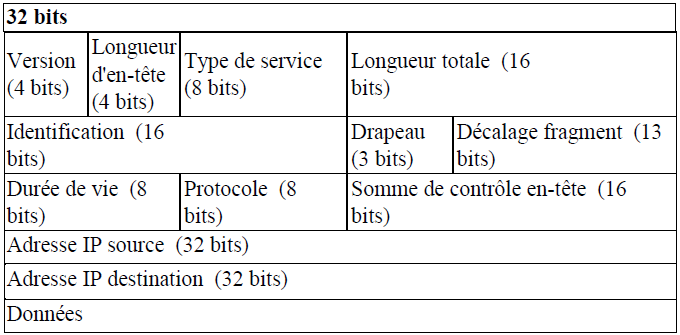 32 bits
Version
(4 bits)
Longueur
d'en-tête
(4 bits)
Type de service
(8 bits)
Longueur totale (16
bits)
Identification (16
bits)
Drapeau
(3 bits)
Décalage fragment (13
bits)
Durée de vie (8
bits)
Protocole (8
bits)
Somme de contrôle en-tête (16
bits)
Adresse IP source (32 bits)
Adresse IP destination (32 bits)
Données